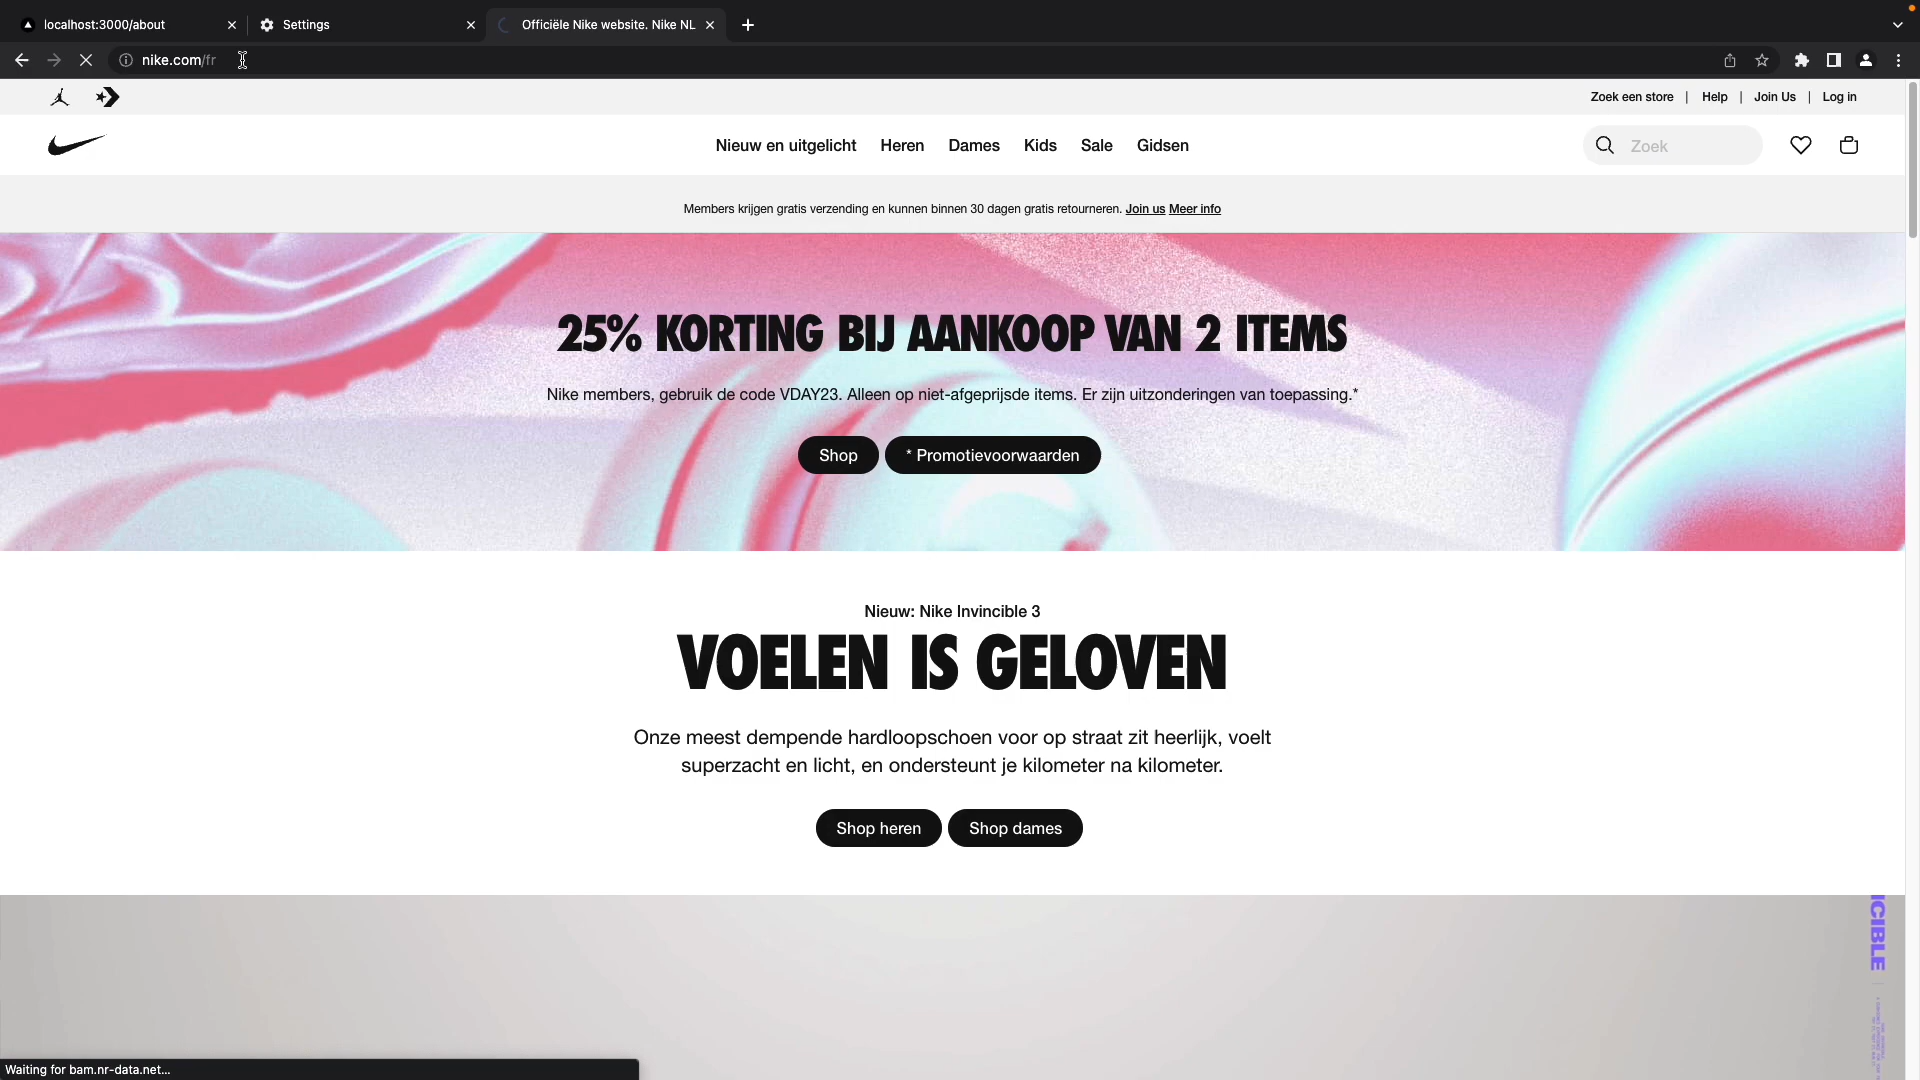 localhost:3000/about
Settings
Officiële Nike website. Nike NL
nike.com/fr
Zoek een store | Help | Join Us | Log in
Nieuw en uitgelicht Heren Dames Kids Sale Gidsen
Zoek
Members krijgen gratis verzending en kunnen binnen 30 dagen gratis retourneren. Join us Meer info
25% KORTING BIJ AANKOOP VAN 2 ITEMS
Nike members, gebruik de code VDAY23. Alleen op niet-afgeprijsde items. Er zijn uitzonderingen van toepassing.*
Shop * Promotievoorwaarden
Nieuw: Nike Invincible 3
VOELEN IS GELOVEN
Onze meest dempende hardloopschoen voor op straat zit heerlijk, voelt
superzacht en licht, en ondersteunt je kilometer na kilometer.
Shop heren Shop dames
ICIBLE
Waiting for bam.nr-data.net...